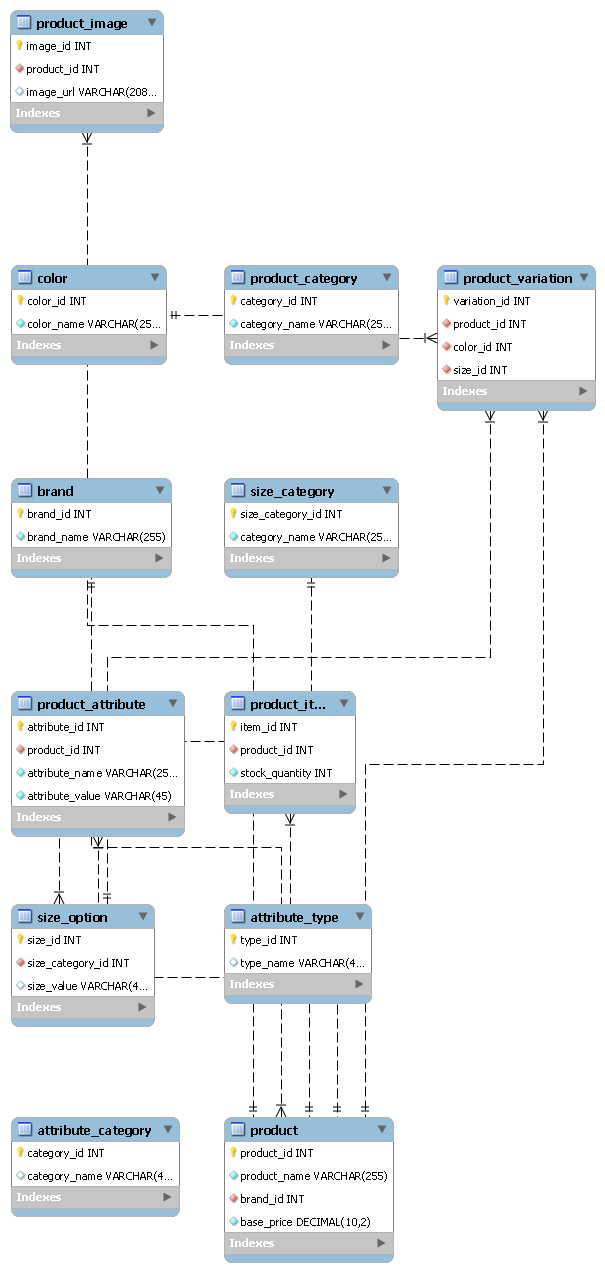 product_image
image_id INT
product_id INT
image_url VARCHAR(208...
Indexes
color
color_id INT
color_name VARCHAR(25...
Indexes
product_category
category_id INT
category_name VARCHAR(25...
Indexes
product_variation
variation_id INT
product_id INT
color_id INT
size_id INT
Indexes
brand
brand_id INT
brand_name VARCHAR(255)
Indexes
size_category
size_category_id INT
category_name VARCHAR(25...
Indexes
product_attribute
attribute_id INT
product_id INT
attribute_name VARCHAR(25...
attribute_value VARCHAR(45)
Indexes
product_it...
item_id INT
product_id INT
stock_quantity INT
Indexes
size_option
size_id INT
size_category_id INT
size_value VARCHAR(4...
Indexes
attribute_type
type_id INT
type_name VARCHAR(4...
Indexes
attribute_category
category_id INT
category_name VARCHAR(4...
Indexes
product
product_id INT
product_name VARCHAR(255)
brand_id INT
base_price DECIMAL(10,2)
Indexes